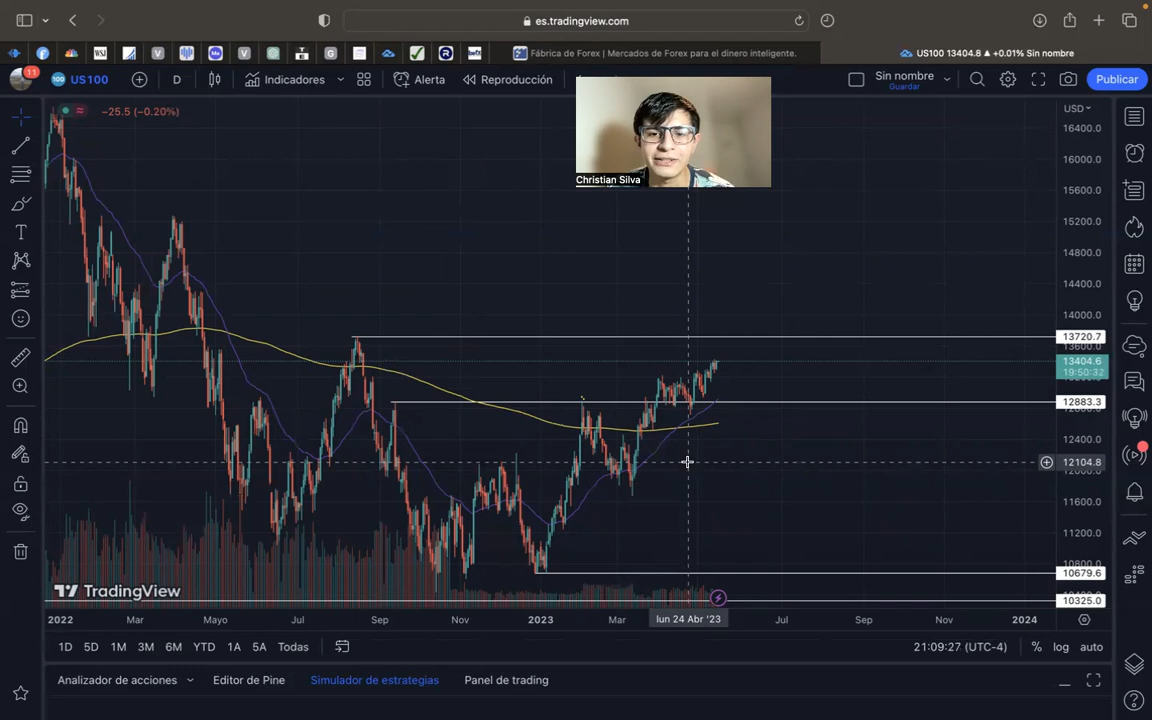 es.tradingview.com
WSJ
V
Ma
V
T
G
R
Fábrica de Forex | Mercados de Forex para el dinero inteligente.
US100 13404.8 ▲ +0.01% Sin nombre
11
100
US100
D
Indicadores
Alerta
Reproducción
Sin nombre
Guardar
Publicar
−25.5 (−0.20%)
USD
16400.0
16000.0
15600.0
15200.0
14800.0
14400.0
14000.0
13720.7
13600.0
13404.6
19:50:32
12883.3
12400.0
12104.8
11600.0
11200.0
10800.0
10679.6
10325.0
Christian Silva
TradingView
2022
Mar
Mayo
Jul
Sep
Nov
2023
Mar
lun 24 Abr '23
Jul
Sep
Nov
2024
1D
5D
1M
3M
6M
YTD
1A
5A
Todas
21:09:27 (UTC-4)
%
log
auto
Analizador de acciones
Editor de Pine
Simulador de estrategias
Panel de trading